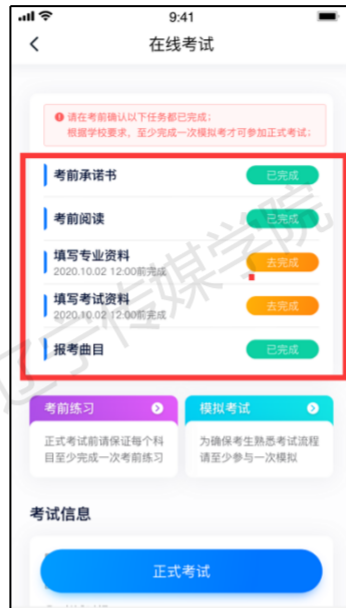 9:41
在线考试
请在考前确认以下任务都已完成:
根据学校要求，至少完成一次模拟考才可参加正式考试;
考前承诺书
已完成
考前阅读
已完成
填写专业资料
去完成
2020.10.02 12:00前完成
填写考试资料
去完成
2020.10.02 12:00前完成
报考曲目
已完成
考前练习
模拟考试
正式考试前请保证每个科
目至少完成一次考前练习
为确保考生熟悉考试流程
请至少参与一次模拟
考试信息
正式考试
辽宁传媒学院